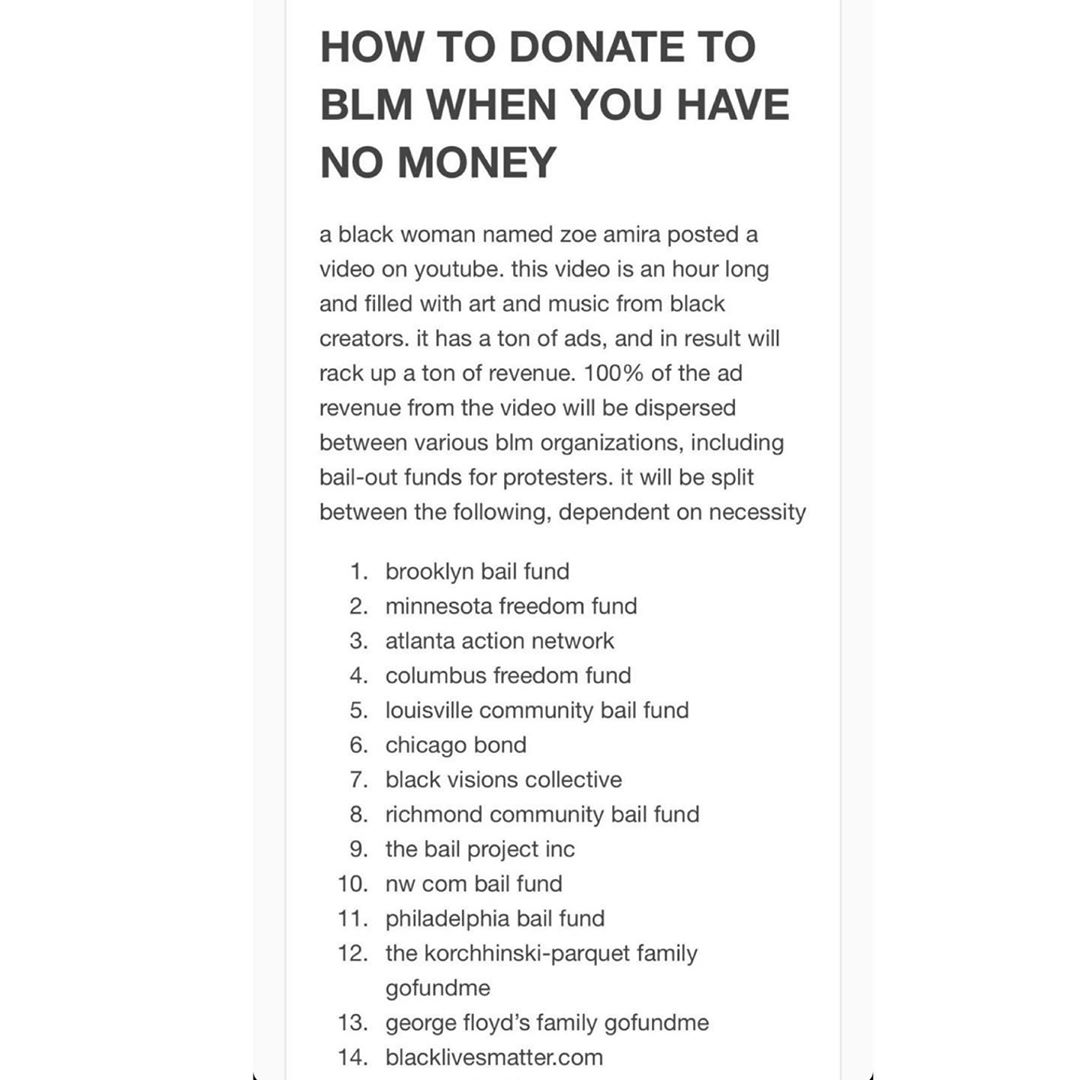 HOW TO DONATE TO
BLM WHEN YOU HAVE
NO MONEY
a black woman named zoe amira posted a
video on youtube. this video is an hour long
and filled with art and music from black
creators. it has a ton of ads, and in result will
rack up a ton of revenue. 100% of the ad
revenue from the video will be dispersed
between various blm organizations, including
bail-out funds for protesters. it will be split
between the following, dependent on necessity
1. brooklyn bail fund
2. minnesota freedom fund
3. atlanta action network
4. columbus freedom fund
5. louisville community bail fund
6. chicago bond
7. black visions collective
8. richmond community bail fund
9. the bail project inc
10. nw com bail fund
11. philadelphia bail fund
12. the korchhinski-parquet family
gofundme
13. george floyd's family gofundme
14. blacklivesmatter.com